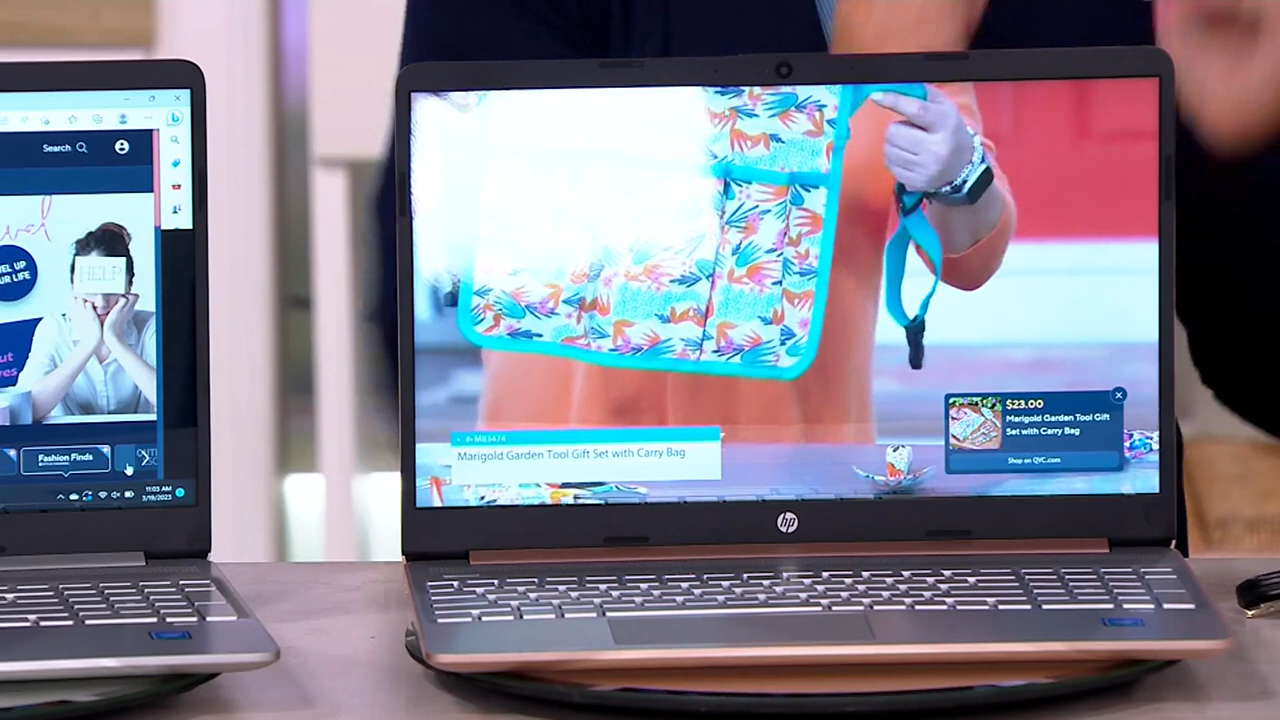 Search
HELP
Fashion Finds
11:03 AM
3/19/2023
M83474
Marigold Garden Tool Gift Set with Carry Bag
$23.00
Marigold Garden Tool Gift
Set with Carry Bag
Shop on QVC.com
hp